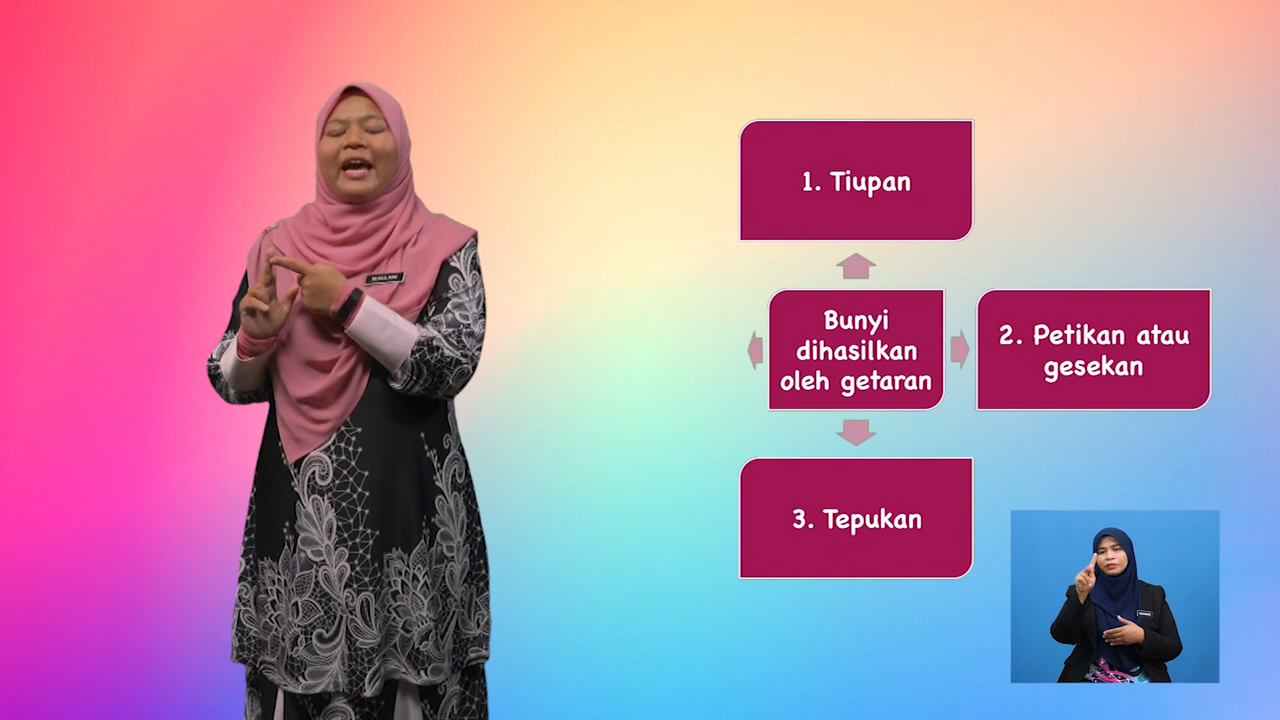 1. Tiupan
Bunyi
dihasilkan
oleh getaran
2. Petikan atau
gesekan
3. Tepukan